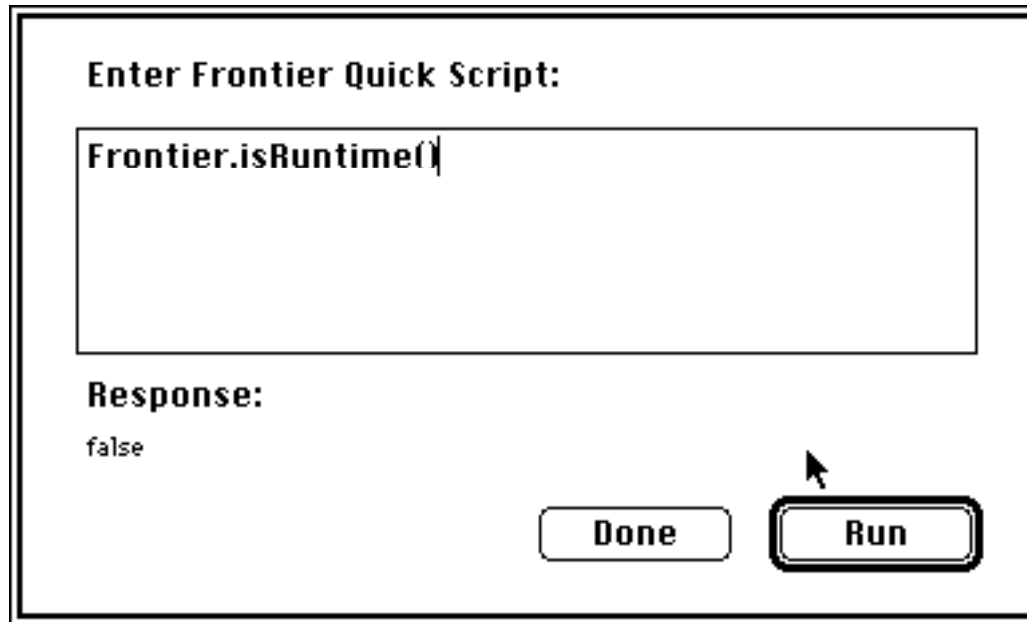 Enter Frontier Quick Script:
Frontier.isRuntime()
Response:
false
Done
Run